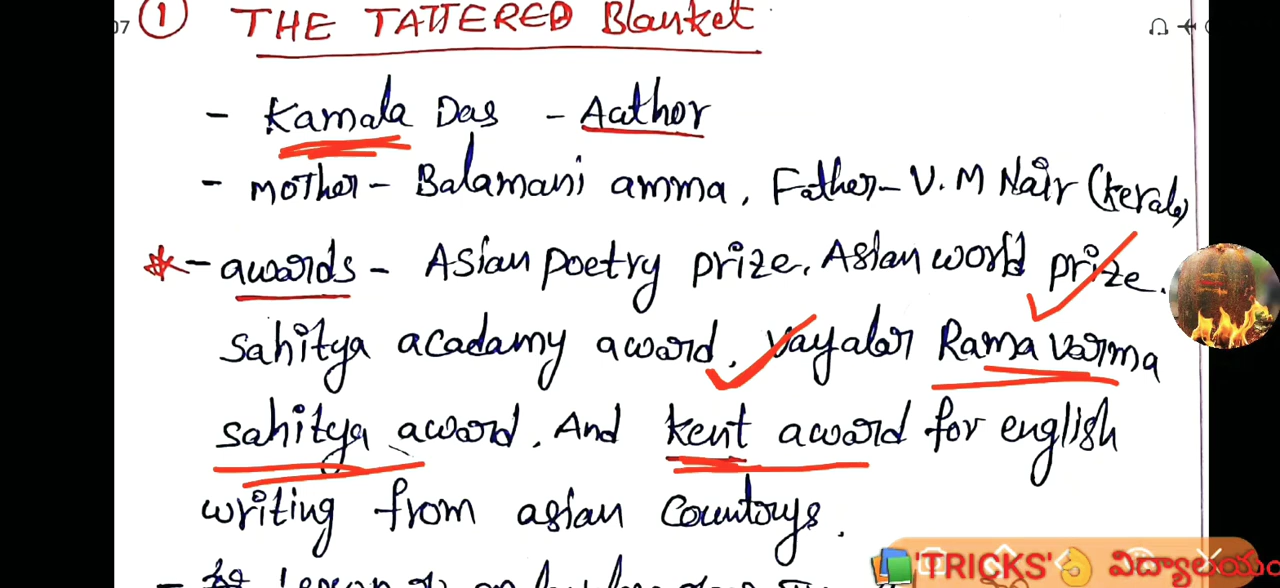 07 ① THE TATTERED Blanket
- Kamala Das - Aathor
- Mother - Balamani amma, Father - V.M Nair (Kerala)
* - awards - Asian poetry prize, Asian world prize.
Sahitya acadamy award, Vayalar Rama varma
sahitya award. And kent award for english
writing from asian Countrys.
'TRICKS' విద్యాలయం